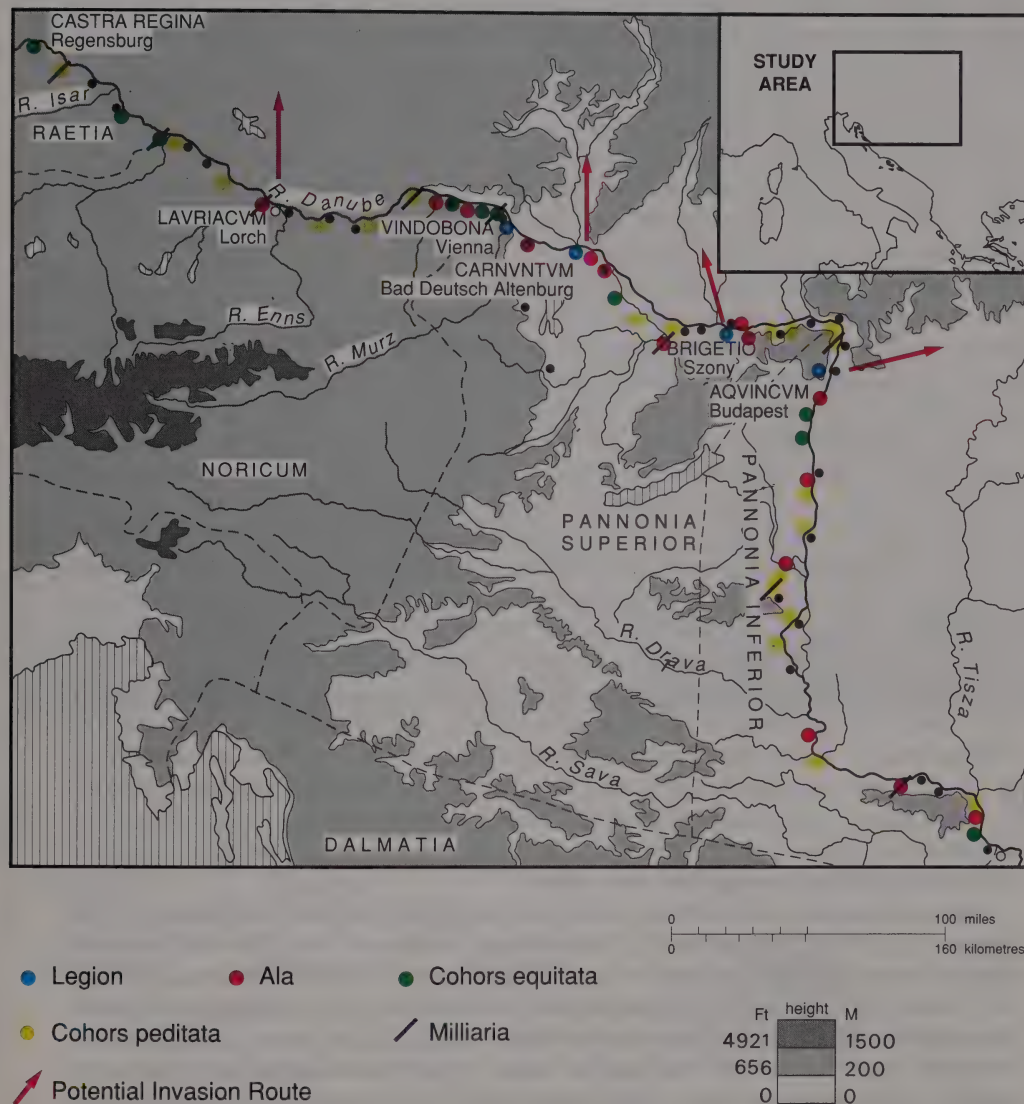 CASTRA REGINA
Regensburg
STUDY
AREA
R. Isar
RAETIA
R. Danube
LAVRIACVM
Lorch
VINDOBONA
Vienna
CARNVNTVM
Bad Deutsch Altenburg
R. Enns
R. Murz
BRIGETIO
Szony
AQVINCVM
Budapest
NORICUM
PANNONIA
SUPERIOR
PANNONIA INFERIOR
R. Drava
R. Tisza
R. Sava
DALMATIA
0 100 miles
0 160 kilometres
Legion
Ala
Cohors equitata
Cohors peditata
Milliaria
Potential Invasion Route
Ft height M
4921 1500
656 200
0 0